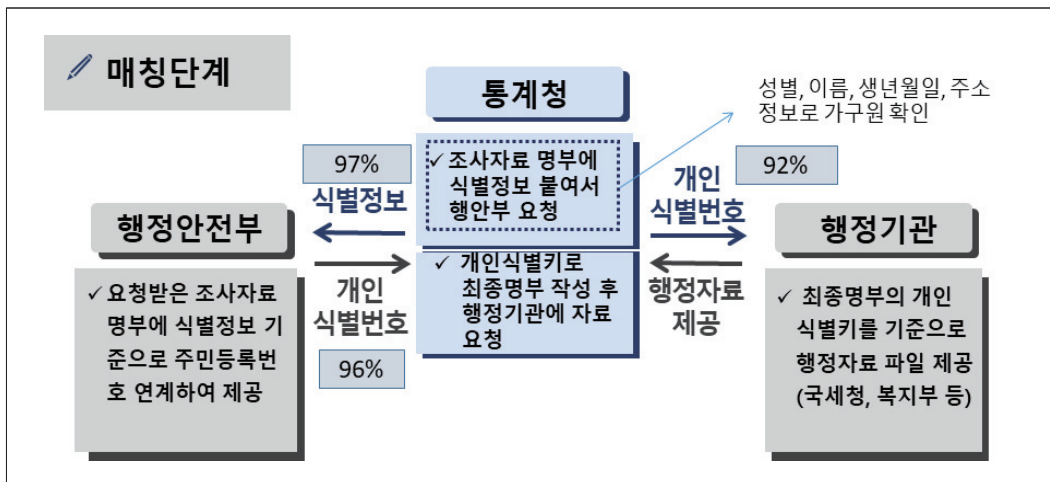 매칭단계
통계청
성별, 이름, 생년월일, 주소
정보로 가구원 확인
97%
✓ 조사자료 명부에
식별정보 붙여서
행안부 요청
92%
식별정보
개인
식별번호
행정안전부
행정기관
✓ 요청받은 조사자료
명부에 식별정보 기
준으로 주민등록번
호 연계하여 제공
개인
식별번호
96%
✓ 개인식별키로
최종명부 작성 후
행정기관에 자료
요청
행정자료
제공
✓ 최종명부의 개인
식별키를 기준으로
행정자료 파일 제공
(국세청, 복지부 등)